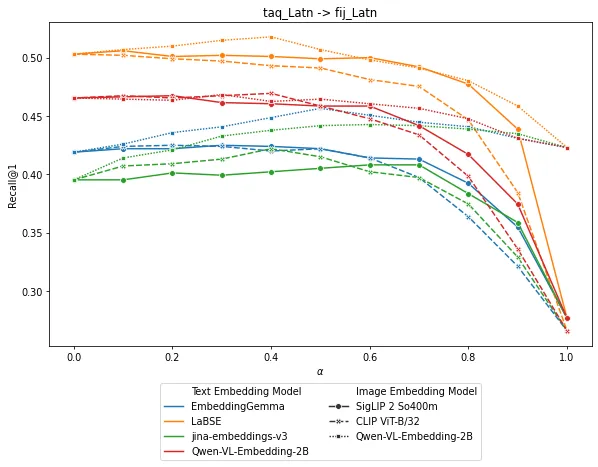 taq_Latn -> fij_Latn
Recall@1
0.50
0.45
0.40
0.35
0.30
0.0 0.2 0.4 0.6 0.8 1.0
α
Text Embedding Model Image Embedding Model
EmbeddingGemma SigLIP 2 So400m
LaBSE CLIP ViT-B/32
jina-embeddings-v3 Qwen-VL-Embedding-2B
Qwen-VL-Embedding-2B